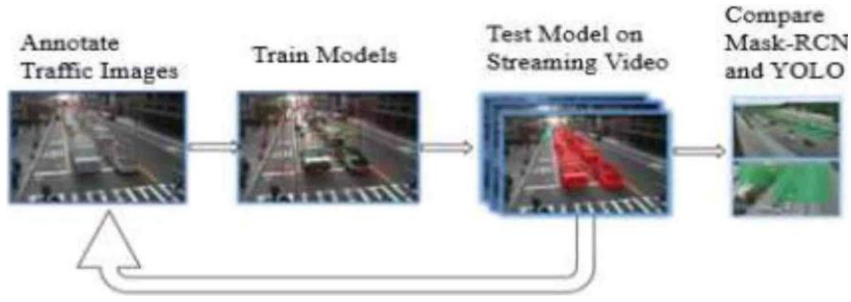 Annotate
Traffic Images
Train Models
Test Model on
Streaming Video
Compare
Mask-RCN
and YOLO